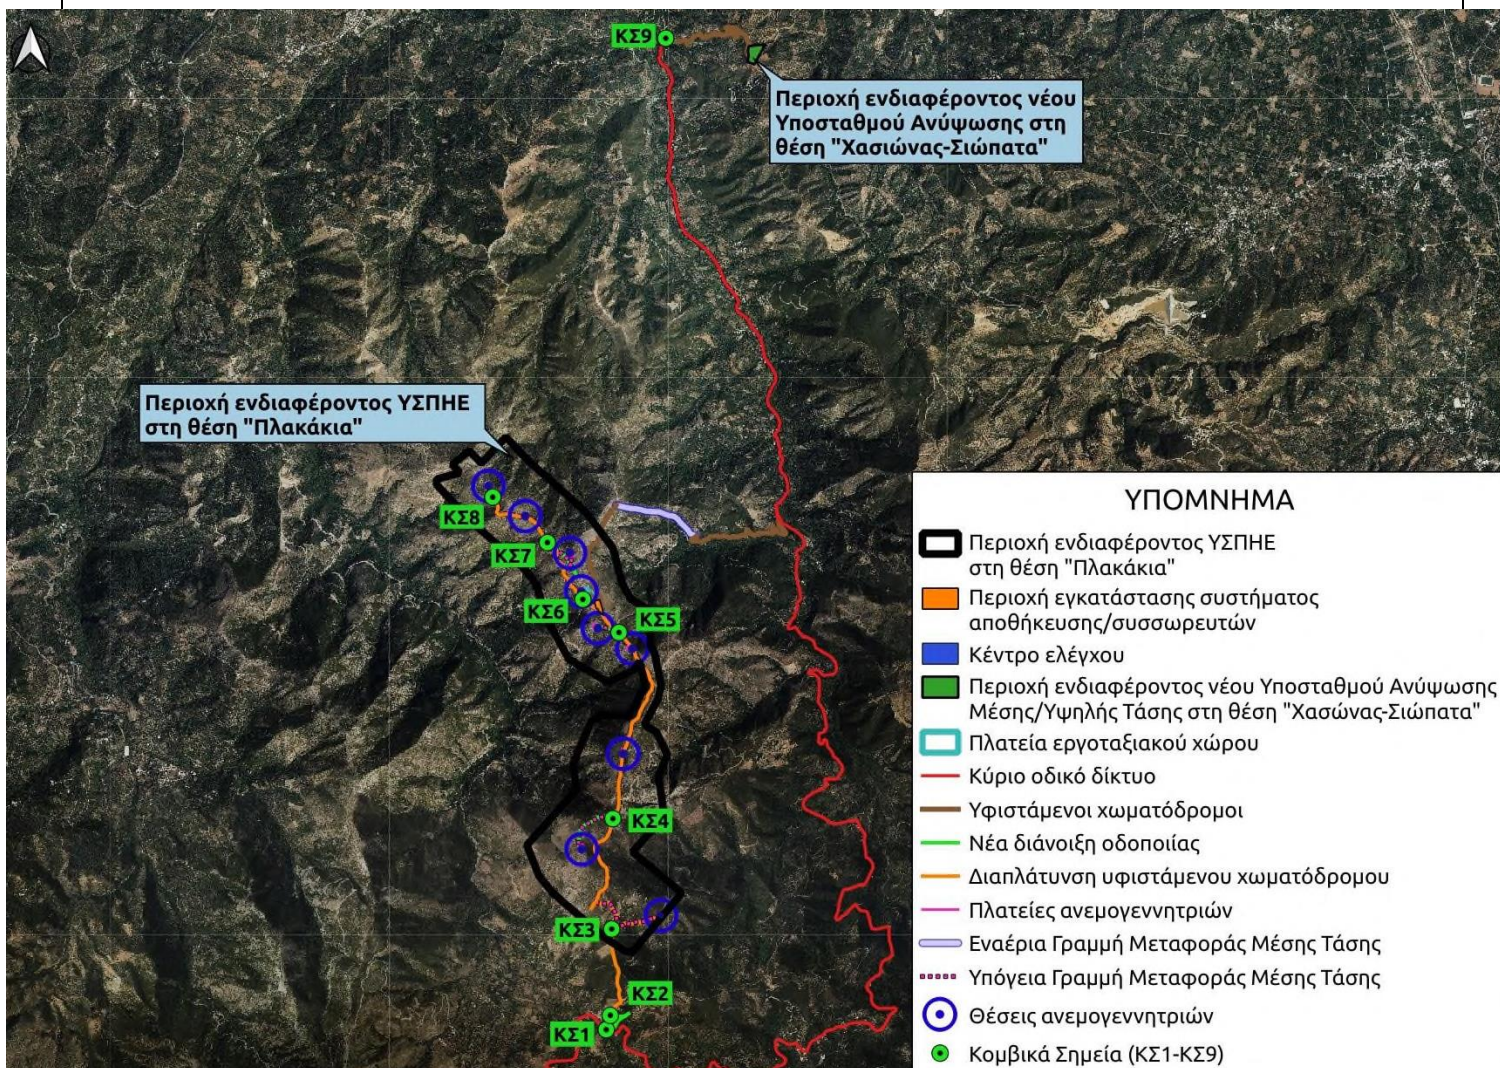 ΚΣ9
Περιοχή ενδιαφέροντος νέου
Υποσταθμού Ανύψωσης στη
θέση "Χασιώνας-Σιώπατα"
Περιοχή ενδιαφέροντος ΥΣΠΗΕ
στη θέση "Πλακάκια"
ΚΣ8
ΚΣ7
ΚΣ6
ΚΣ5
ΚΣ4
ΚΣ3
ΚΣ2
ΚΣ1
ΥΠΟΜΝΗΜΑ
Περιοχή ενδιαφέροντος ΥΣΠΗΕ
στη θέση "Πλακάκια"
Περιοχή εγκατάστασης συστήματος
αποθήκευσης/συσσωρευτών
Κέντρο ελέγχου
Περιοχή ενδιαφέροντος νέου Υποσταθμού Ανύψωσης
Μέσης/Υψηλής Τάσης στη θέση "Χασώνας-Σιώπατα"
Πλατεία εργοταξιακού χώρου
Κύριο οδικό δίκτυο
Υφιστάμενοι χωματόδρομοι
Νέα διάνοιξη οδοποιίας
Διαπλάτυνση υφιστάμενου χωματόδρομου
Πλατείες ανεμογεννητριών
Εναέρια Γραμμή Μεταφοράς Μέσης Τάσης
Υπόγεια Γραμμή Μεταφοράς Μέσης Τάσης
Θέσεις ανεμογεννητριών
Κομβικά Σημεία (ΚΣ1-ΚΣ9)